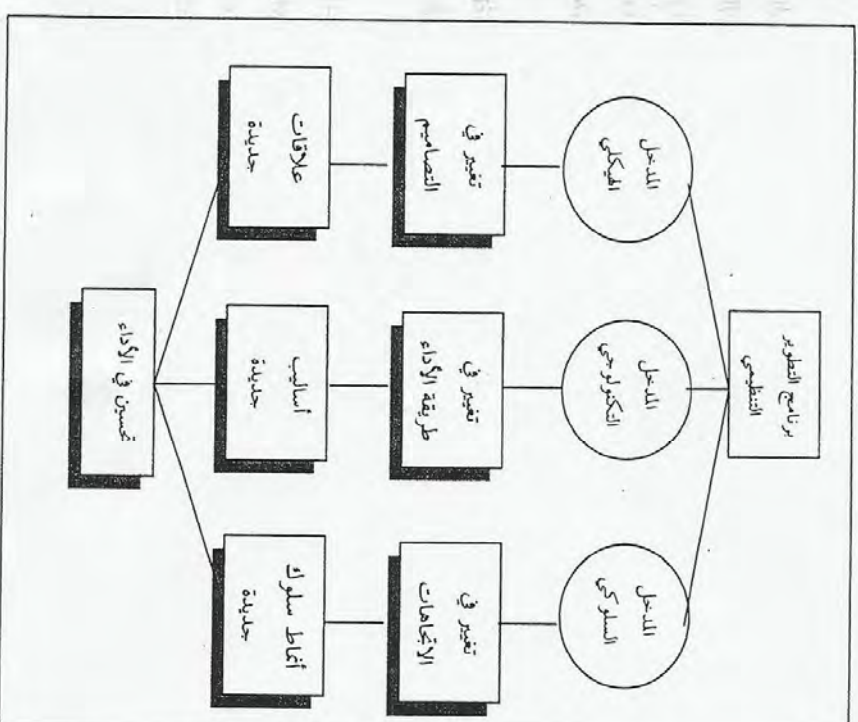 برنامج التطوير
التنظيمي
المدخل
الهيكلي
المدخل
التكنولوجي
المدخل
السلوكي
تغيير في
التصاميم
تغيير في
طريقة الأداء
تغيير في
الاتجاهات
علاقات
جديدة
أساليب
جديدة
أنماط سلوك
جديدة
تحسين في الأداء